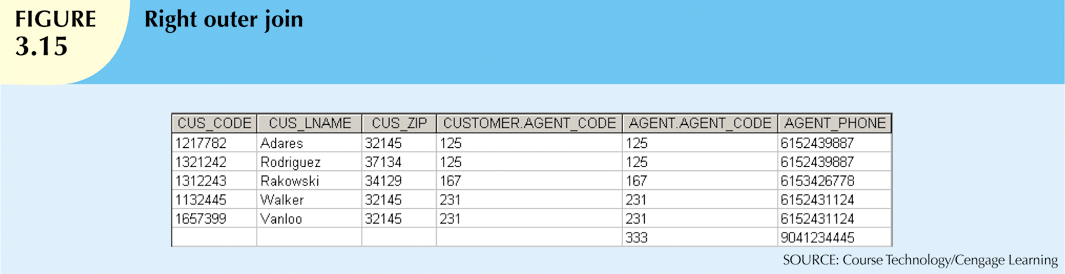 FIGURE 3.15
Right outer join
CUS_CODE CUS_LNAME CUS_ZIP CUSTOMER.AGENT_CODE AGENT.AGENT_CODE AGENT_PHONE
1217782 Adares 32145 125 125 6152439887
1321242 Rodriguez 37134 125 125 6152439887
1312243 Rakowski 34129 167 167 6153426778
1132445 Walker 32145 231 231 6152431124
1657399 Vanloo 32145 231 231 6152431124
333 9041234445
SOURCE: Course Technology/Cengage Learning